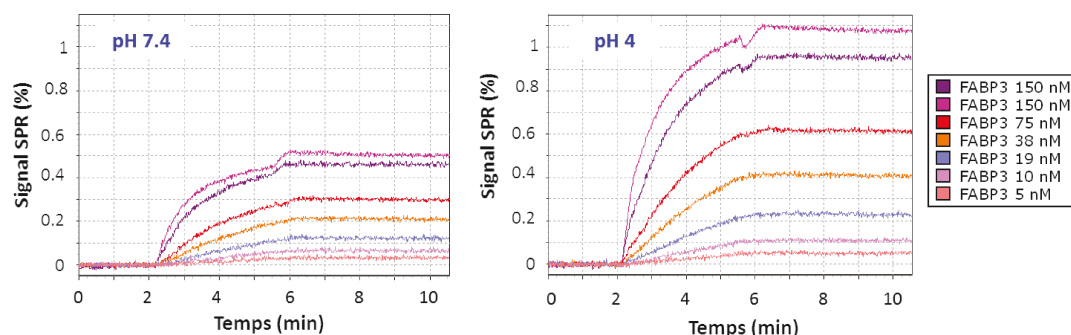 pH 7.4
Signal SPR (%)
1
0.8
0.6
0.4
0.2
0
0 2 4 6 8 10
Temps (min)
pH 4
Signal SPR (%)
1
0.8
0.6
0.4
0.2
0
0 2 4 6 8 10
Temps (min)
FABP3 150 nM
FABP3 150 nM
FABP3 75 nM
FABP3 38 nM
FABP3 19 nM
FABP3 10 nM
FABP3 5 nM